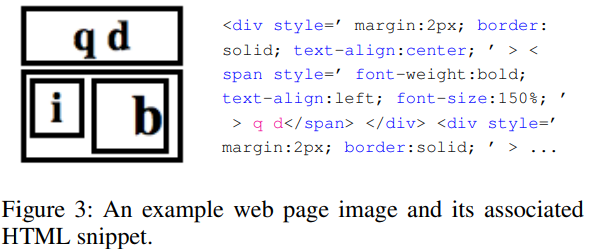 q d
i b
<div style=’ margin:2px; border:
solid; text-align:center; ’ > <
span style=’ font-weight:bold;
text-align:left; font-size:150%; ’
> q d</span> </div> <div style=’
margin:2px; border:solid; ’ > ...
Figure 3: An example web page image and its associated
HTML snippet.